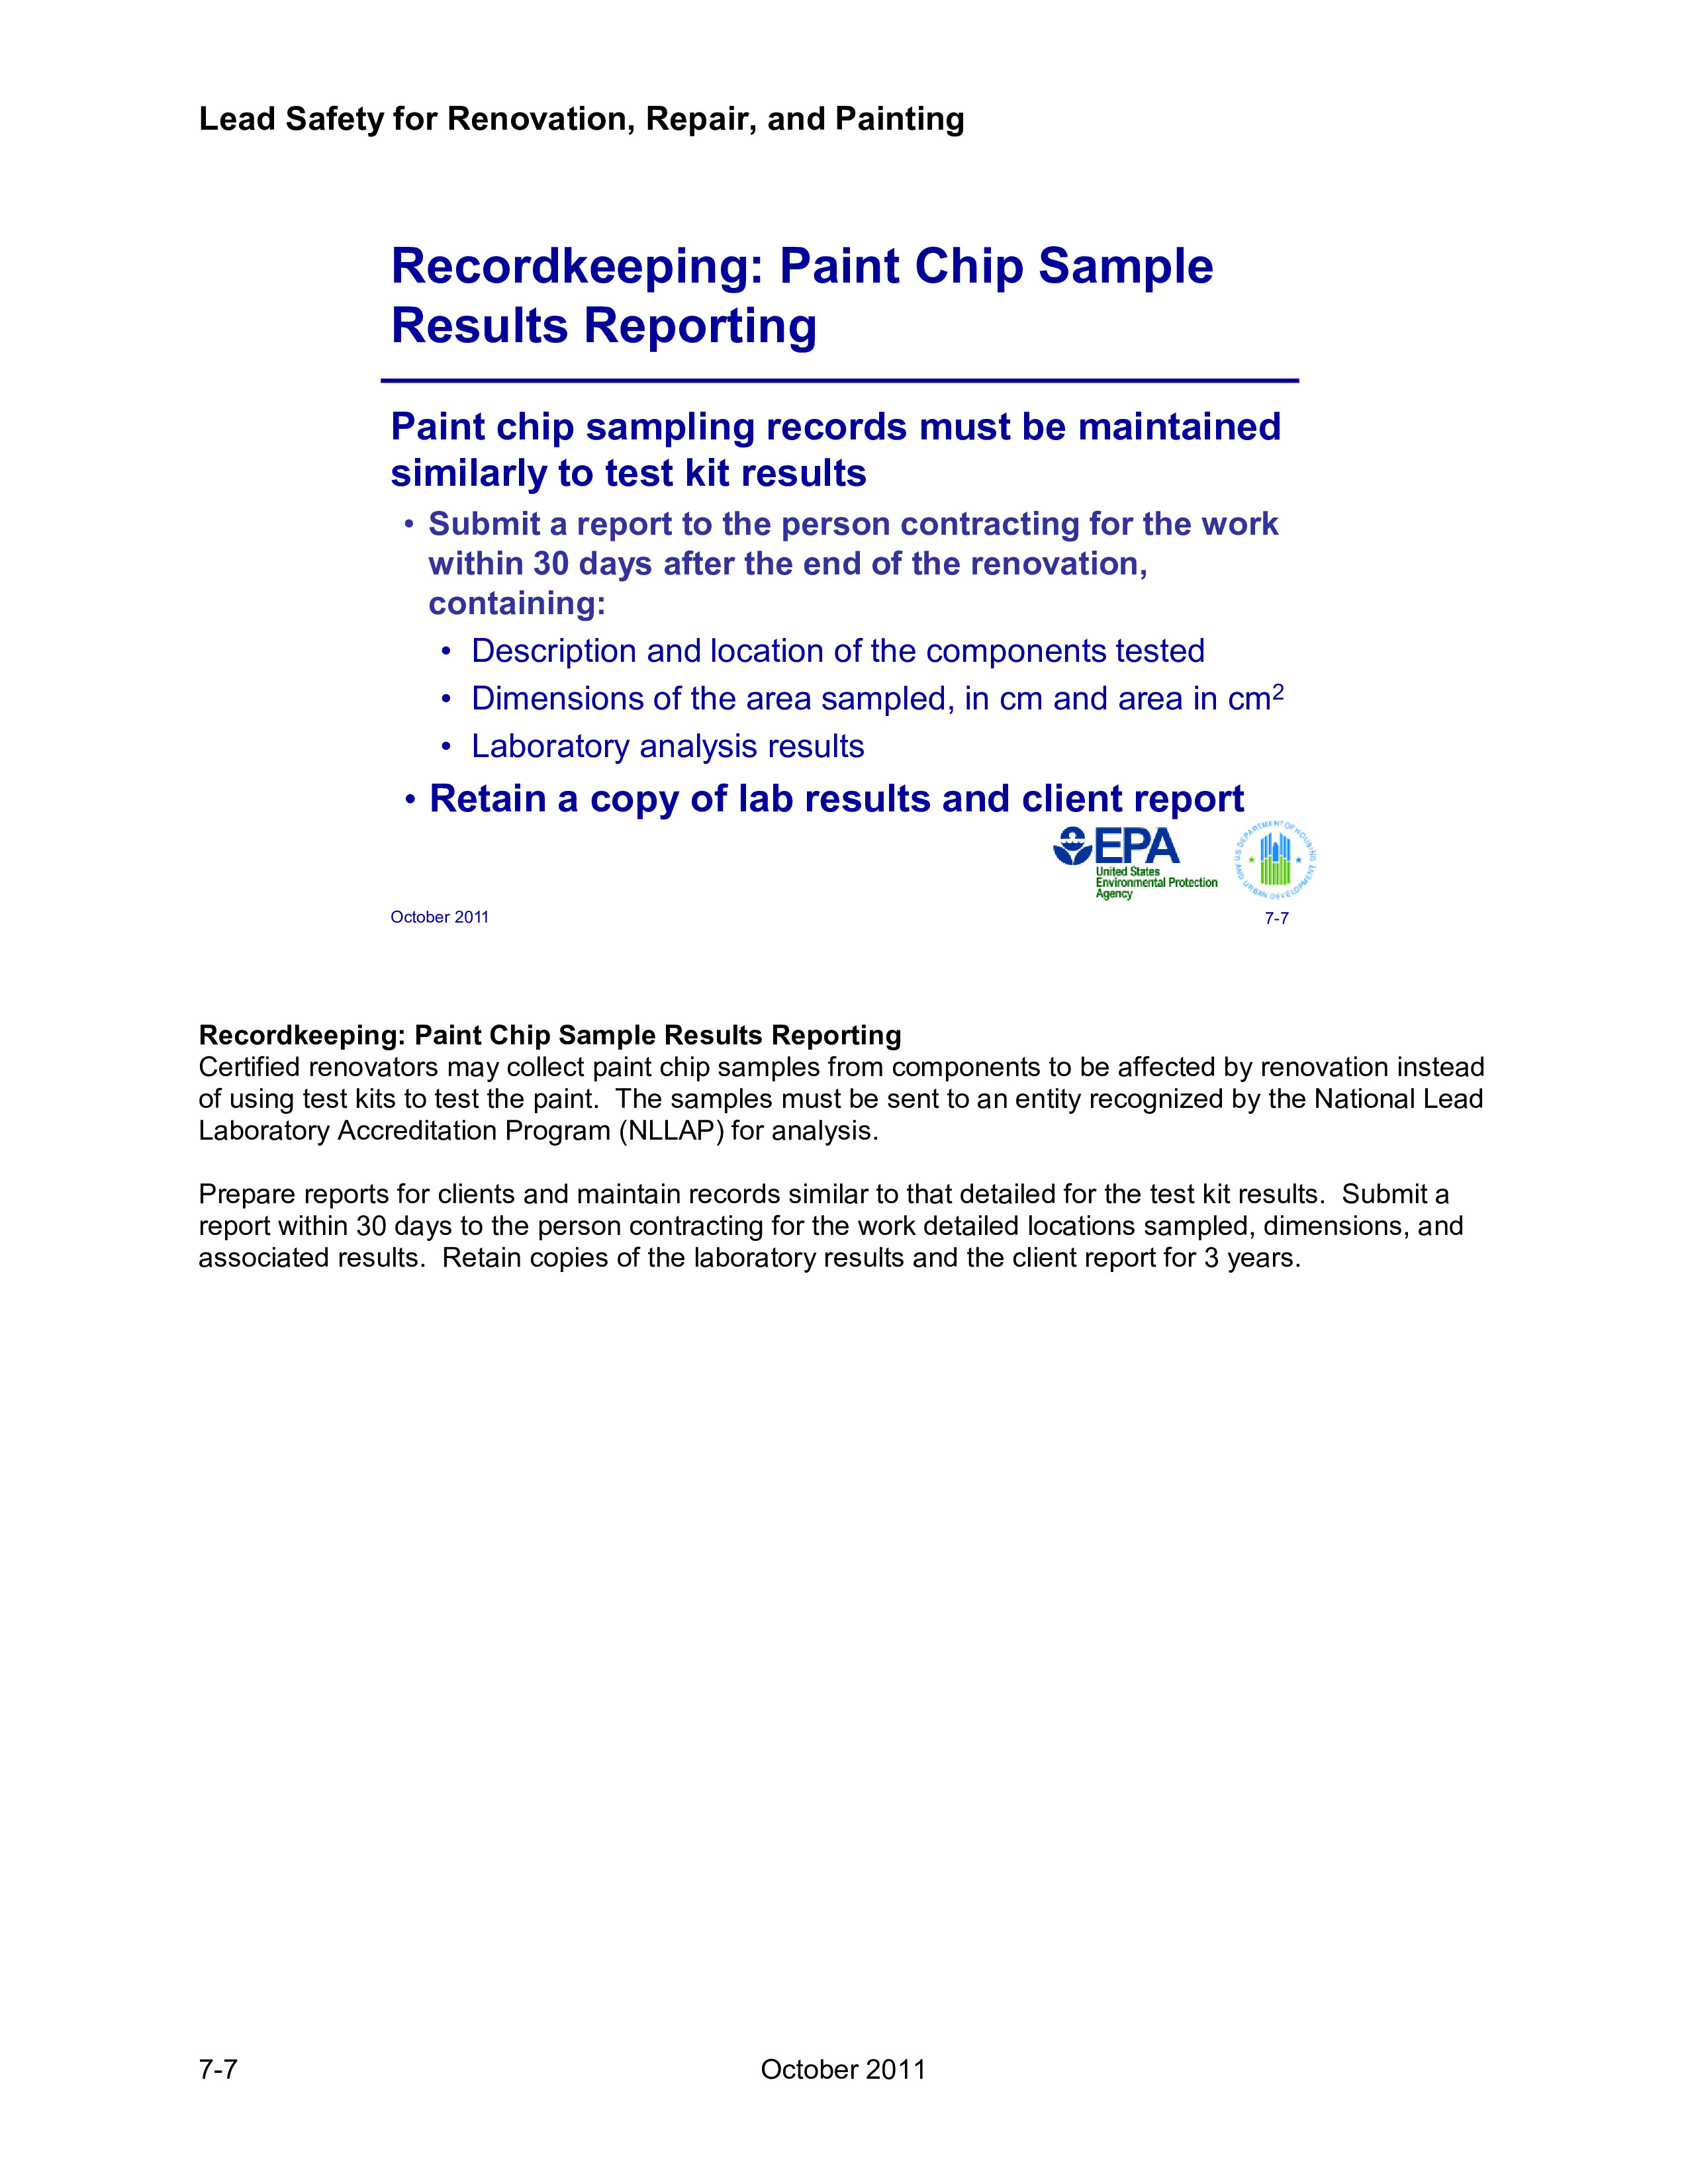 Lead Safety for Renovation, Repair, and Painting
Recordkeeping: Paint Chip Sample
Results Reporting
Paint chip sampling records must be maintained
similarly to test kit results
• Submit a report to the person contracting for the work
within 30 days after the end of the renovation,
containing:
• Description and location of the components tested
• Dimensions of the area sampled, in cm and area in cm²
• Laboratory analysis results
• Retain a copy of lab results and client report
EPA
United States
Environmental Protection
Agency
U.S. DEPARTMENT OF HOUSING AND URBAN DEVELOPMENT
October 2011
7-7
Recordkeeping: Paint Chip Sample Results Reporting
Certified renovators may collect paint chip samples from components to be affected by renovation instead
of using test kits to test the paint.  The samples must be sent to an entity recognized by the National Lead
Laboratory Accreditation Program (NLLAP) for analysis.
Prepare reports for clients and maintain records similar to that detailed for the test kit results.  Submit a
report within 30 days to the person contracting for the work detailed locations sampled, dimensions, and
associated results.  Retain copies of the laboratory results and the client report for 3 years.
7-7
October 2011